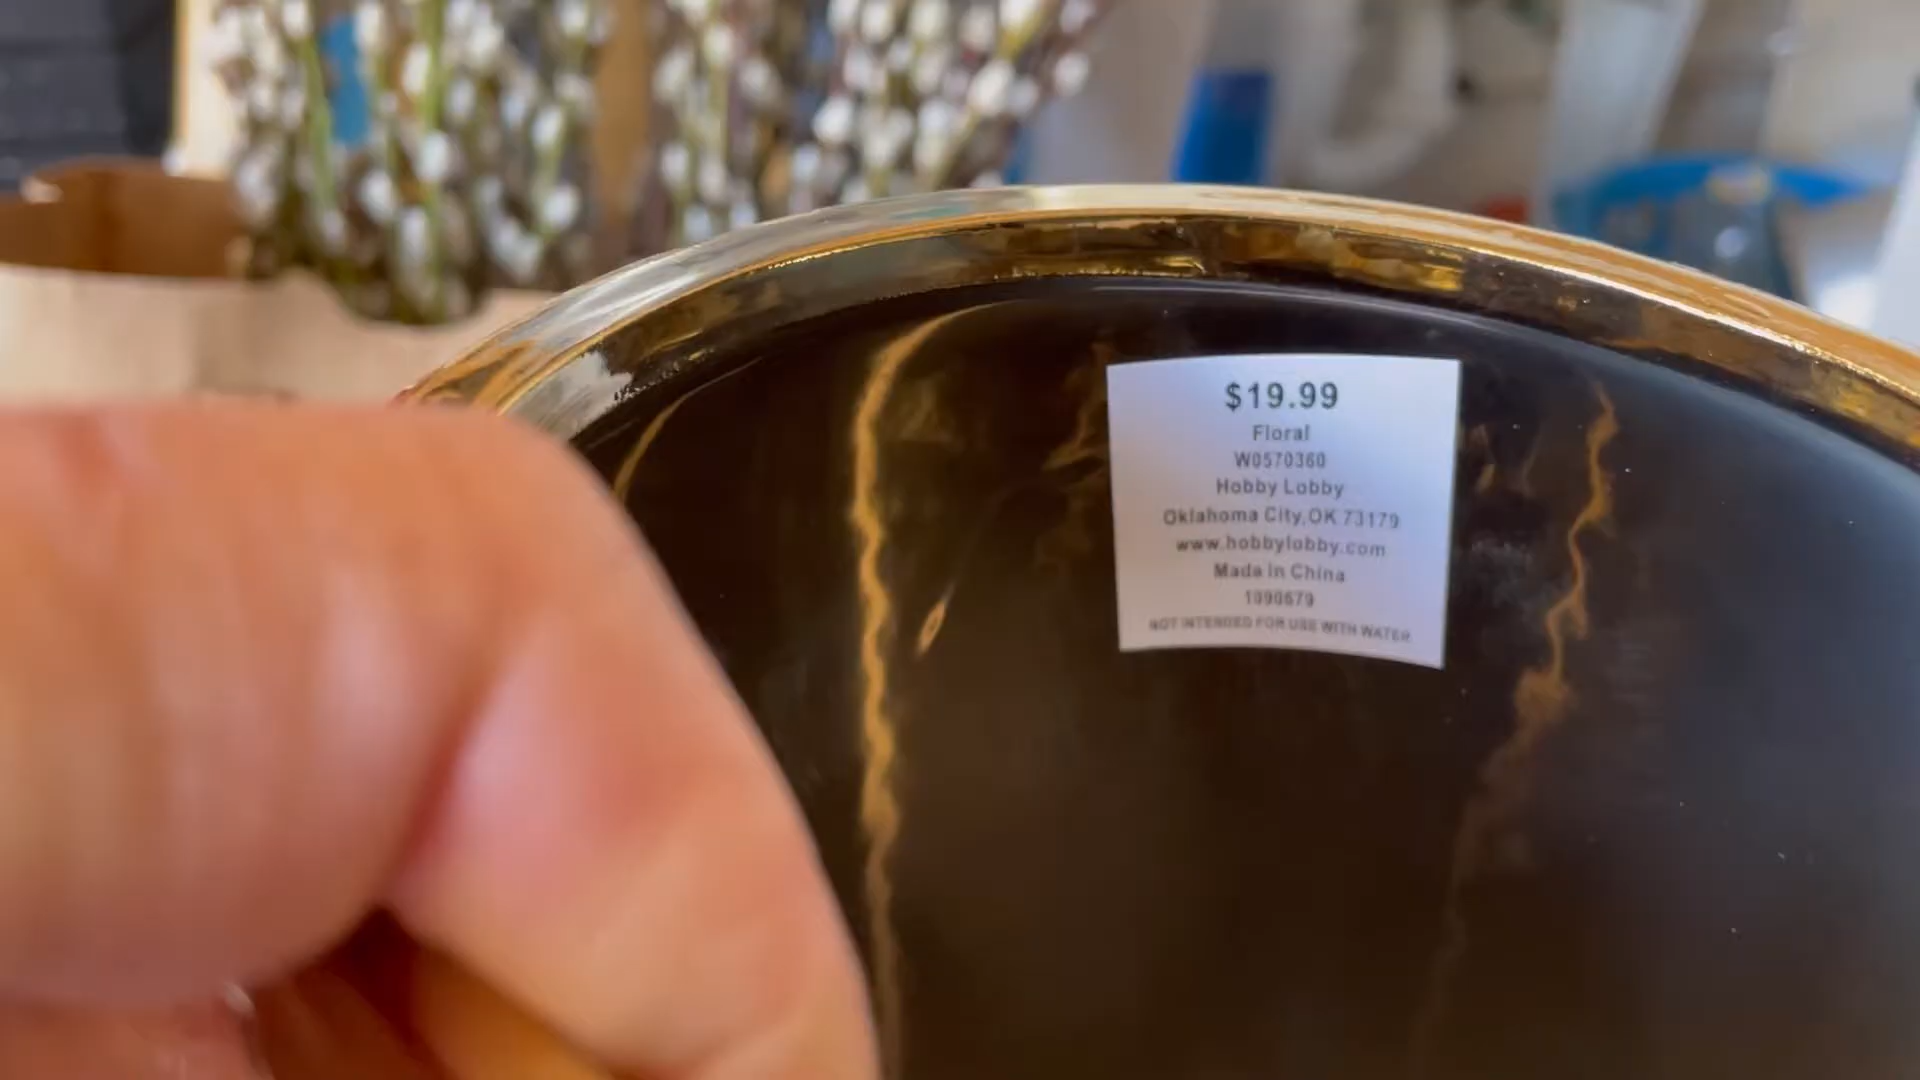 $19.99
Floral
W0570360
Hobby Lobby
Oklahoma City,OK 73179
www.hobbylobby.com
Made In China
1990679
NOT INTENDED FOR USE WITH WATER